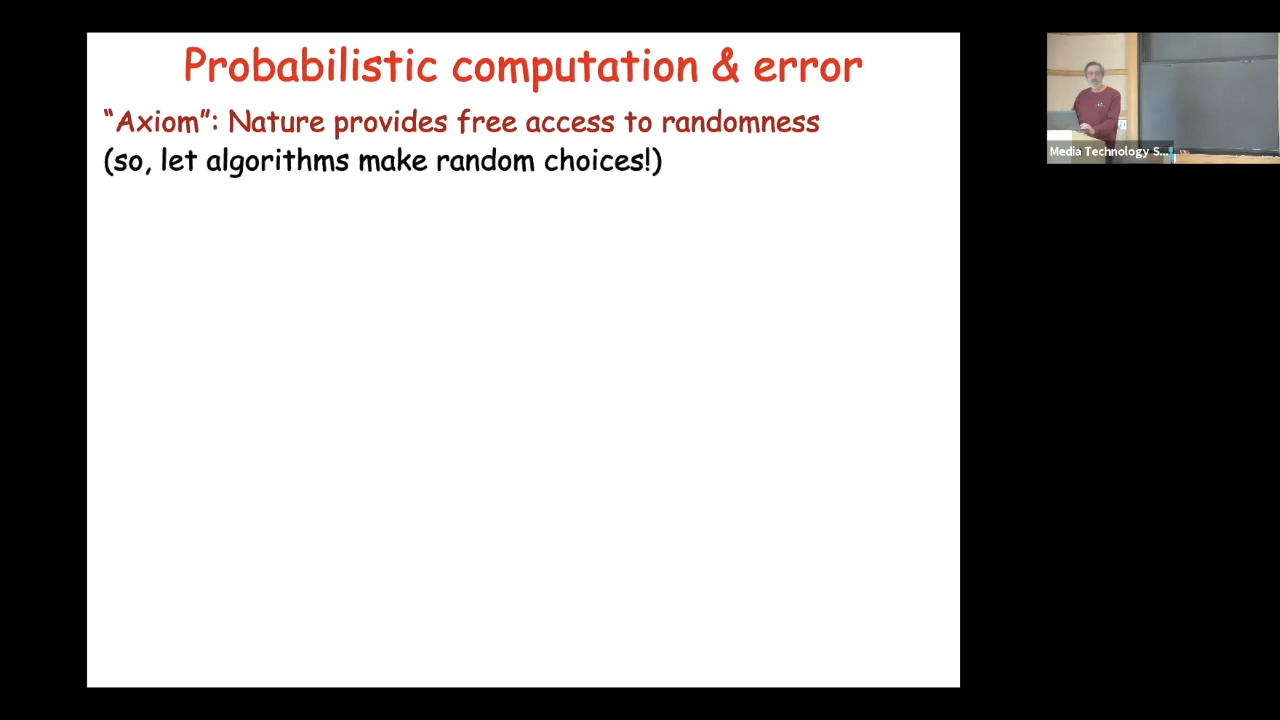 Probabilistic computation & error
“Axiom”: Nature provides free access to randomness
(so, let algorithms make random choices!)
Media Technology S...